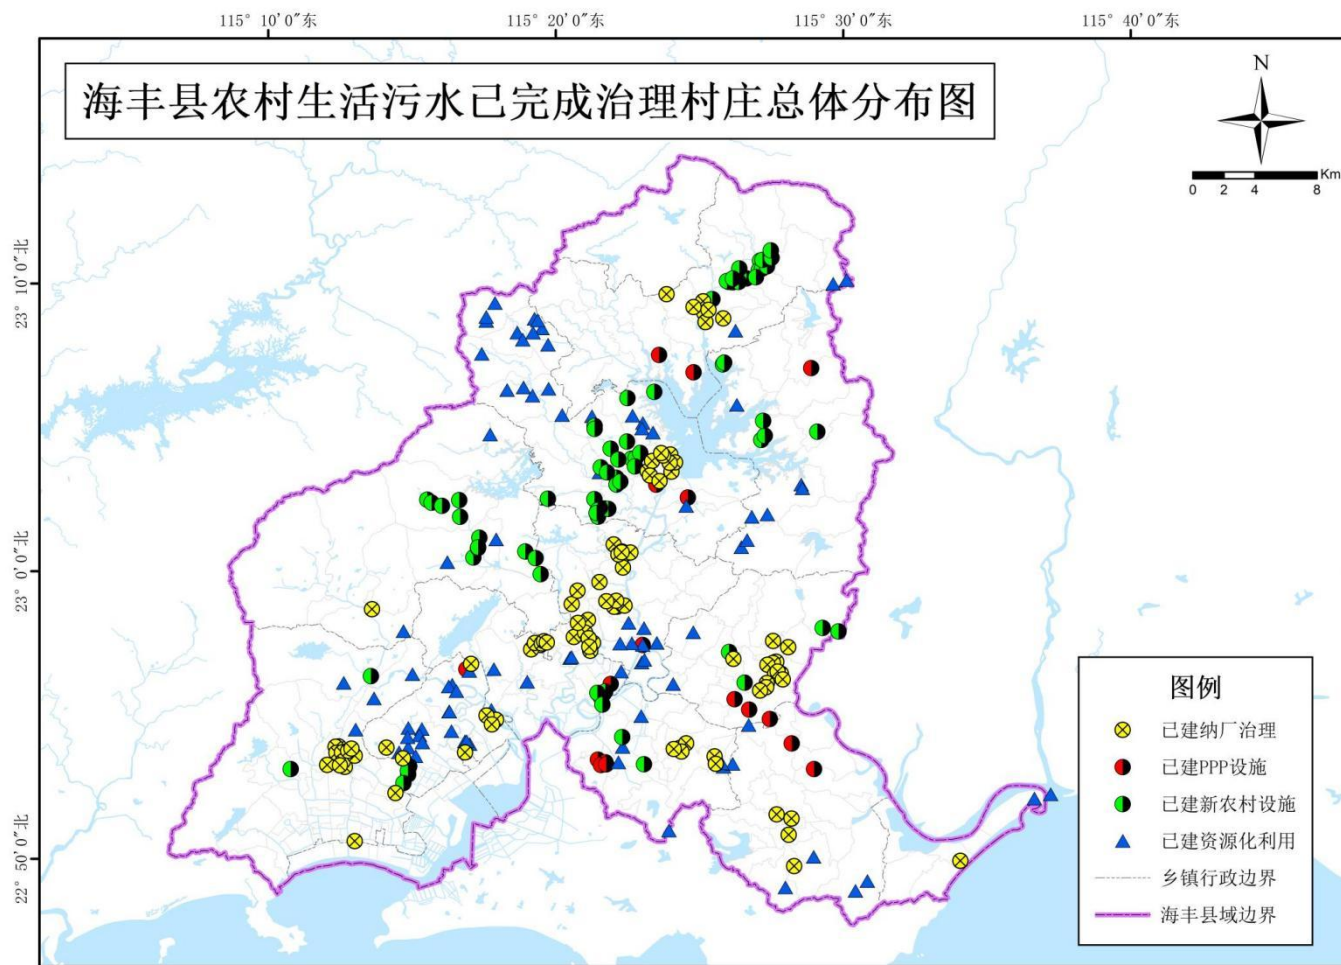 115° 10′0″东
115° 20′0″东
115° 30′0″东
115° 40′0″东
海丰县农村生活污水已完成治理村庄总体分布图
N
Km
0 2 4 8
23° 10′0″北
23° 0′0″北
22° 50′0″北
图例
已建纳厂治理
已建PPP设施
已建新农村设施
已建资源化利用
乡镇行政边界
海丰县域边界